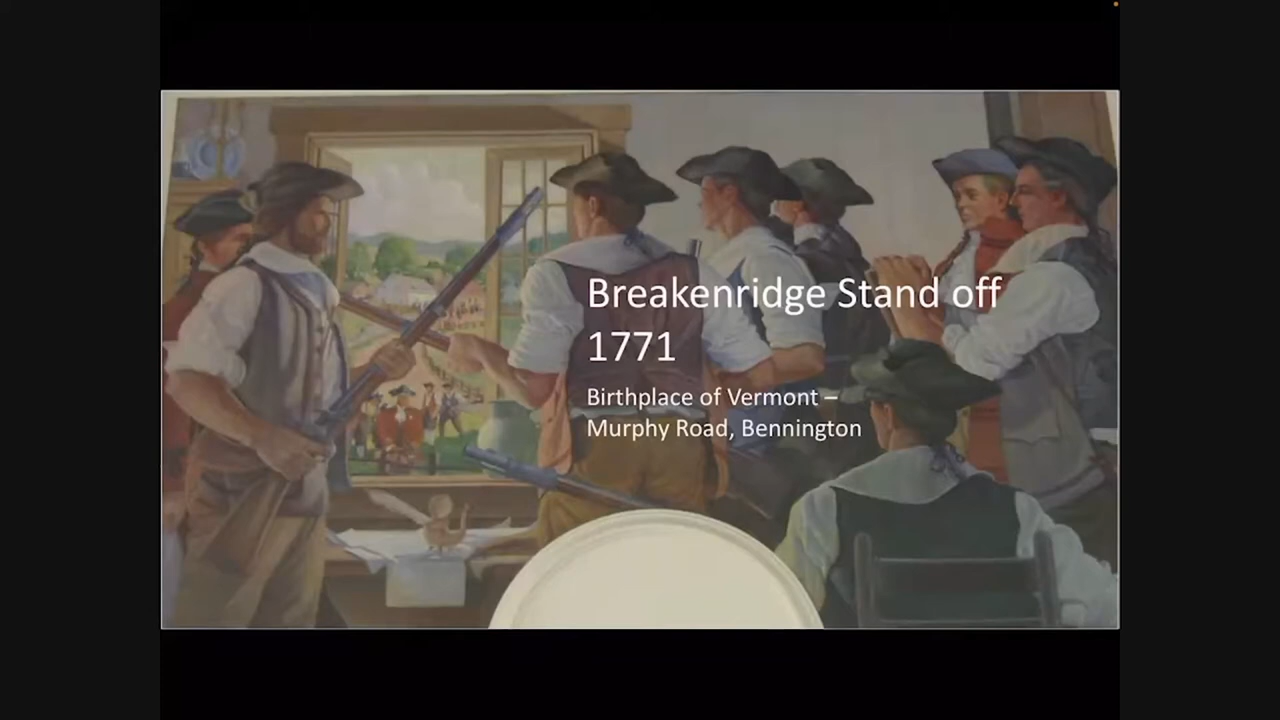 Breakenridge Stand off
1771
Birthplace of Vermont –
Murphy Road, Bennington